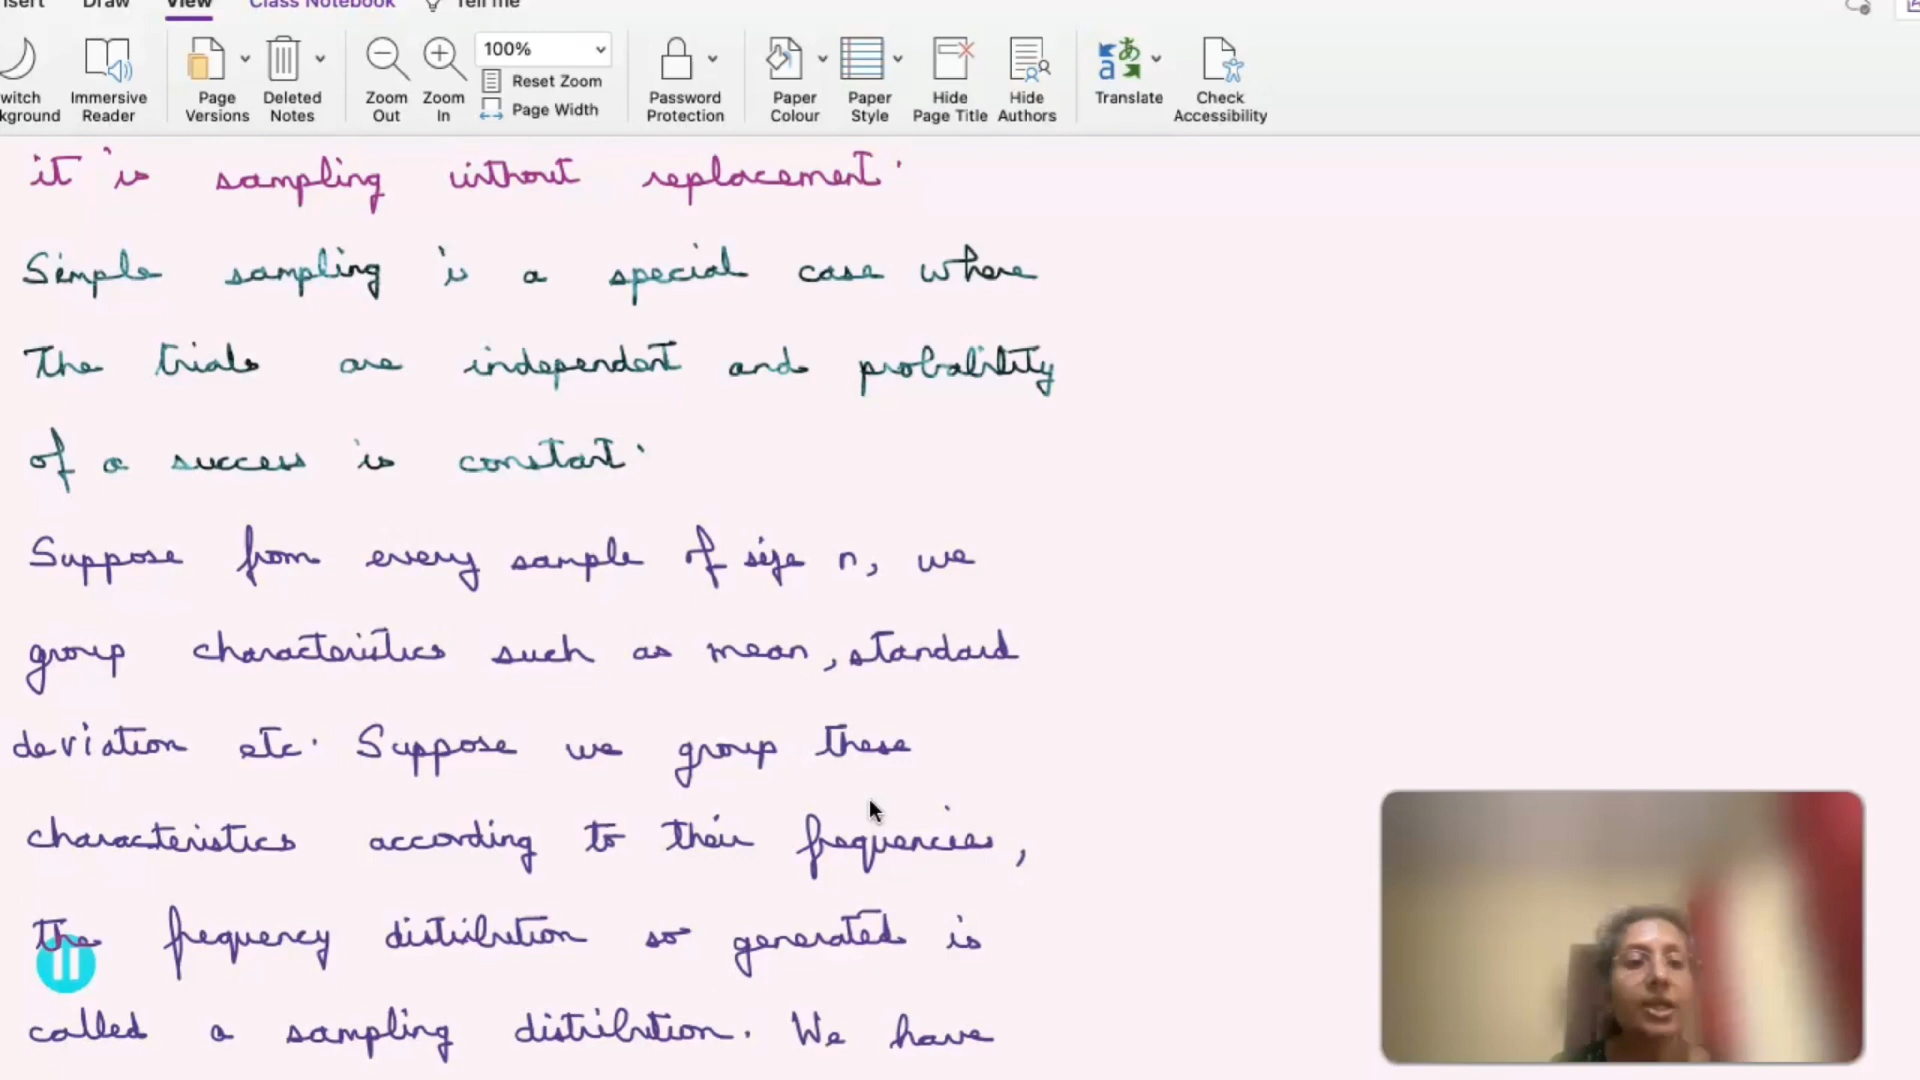 nsert Draw View Class Notebook Tell me
100%
Reset Zoom
Page Width
witch kground
Immersive Reader
Page Versions
Deleted Notes
Zoom Out
Zoom In
Password Protection
Paper Colour
Paper Style
Hide Page Title
Hide Authors
Translate
Check Accessibility
it is sampling without replacement.
Simple sampling is a special case where
The trials are independent and probability
of a success is constant.
Suppose from every sample of size n, we
group characteristics such as mean, standard
deviation etc. Suppose we group these
characteristics according to their frequencies,
the frequency distribution so generated is
called a sampling distribution. We have